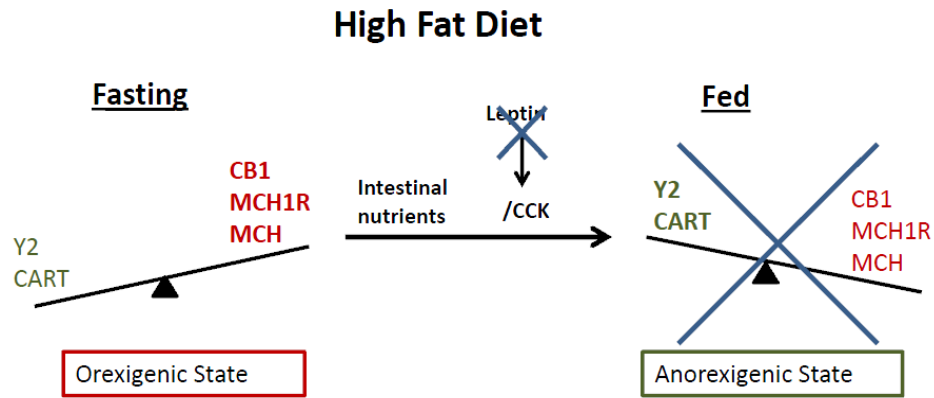 High Fat Diet
Fasting
Leptin
Fed
CB1
MCH1R
MCH
Y2
CART
Intestinal
nutrients
/CCK
Y2
CART
CB1
MCH1R
MCH
Orexigenic State
Anorexigenic State